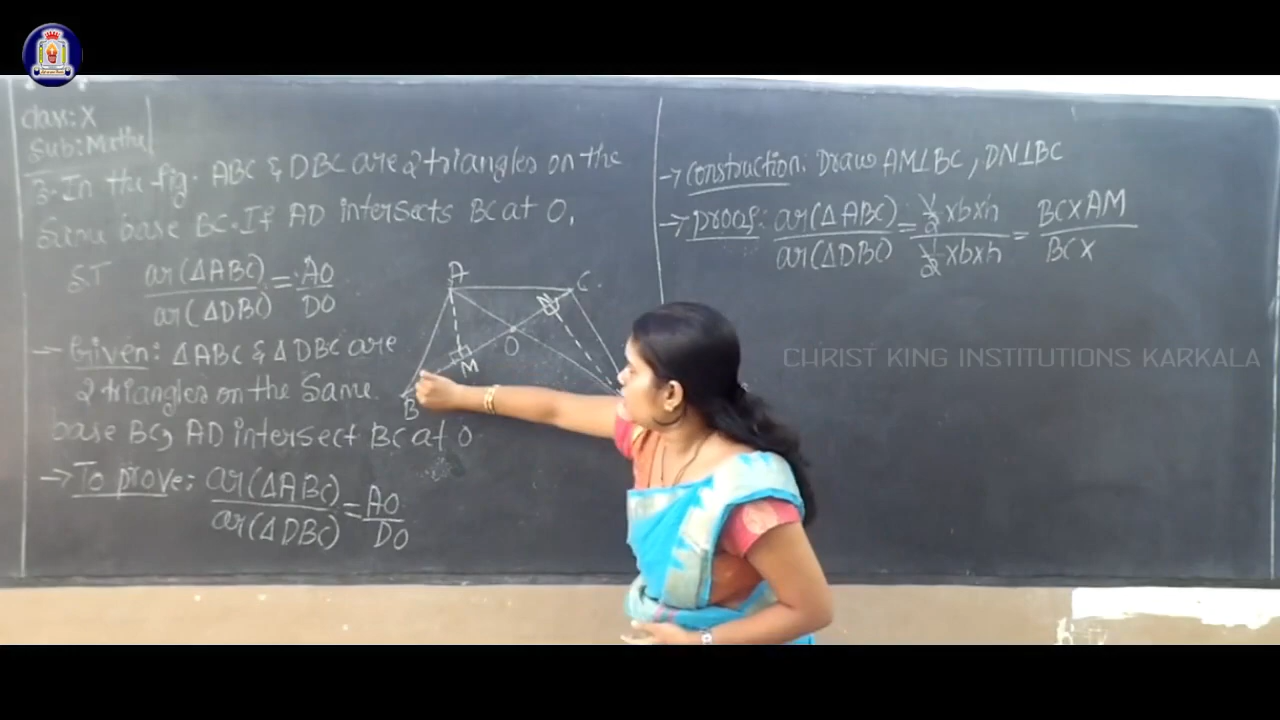 Class: X
Sub: Maths
3. In the fig. ABC & DBC are 2 triangles on the
Same base BC. If AD intersects BC at O,
ST ar(ΔABC)/ar(ΔDBC) = AO/DO
→ Given: ΔABC & ΔDBC are
2 triangles on the Same
base BC, AD intersect BC at O
→ To prove: ar(ΔABC)/ar(ΔDBC) = AO/DO
A
C
N
O
M
B
→ Construction: Draw AM⊥BC, DN⊥BC
→ Proof: ar(ΔABC)/ar(ΔDBC) = 1/2×b×h / 1/2×b×h = BC×AM / BC×
CHRIST KING INSTITUTIONS KARKALA